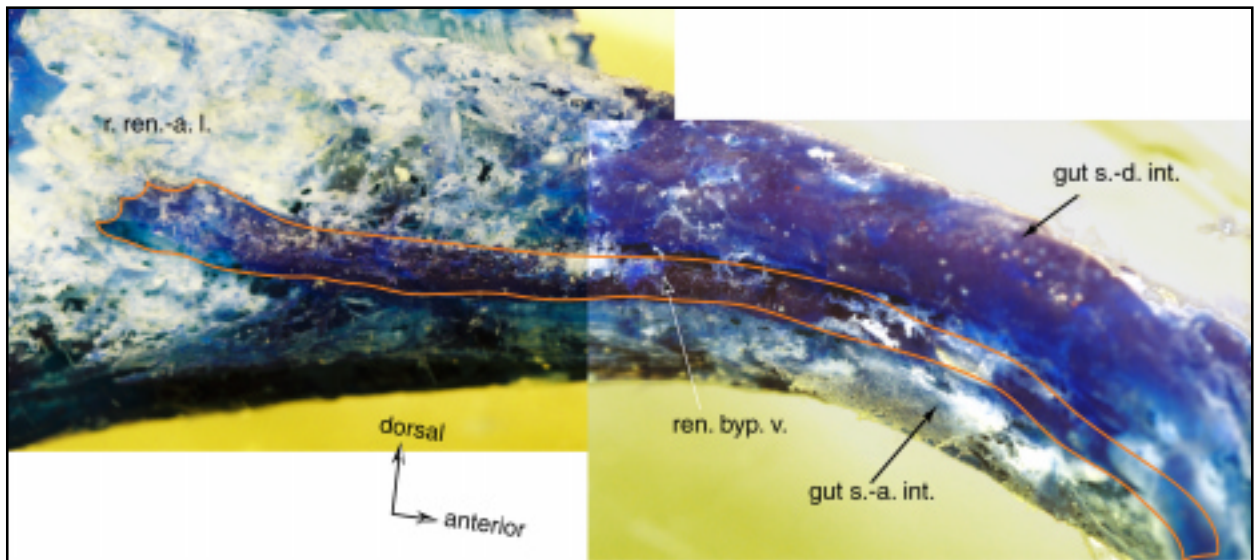 r. ren.-a. l.
gut s.-d. int.
ren. byp. v.
dorsal
gut s.-a. int.
anterior